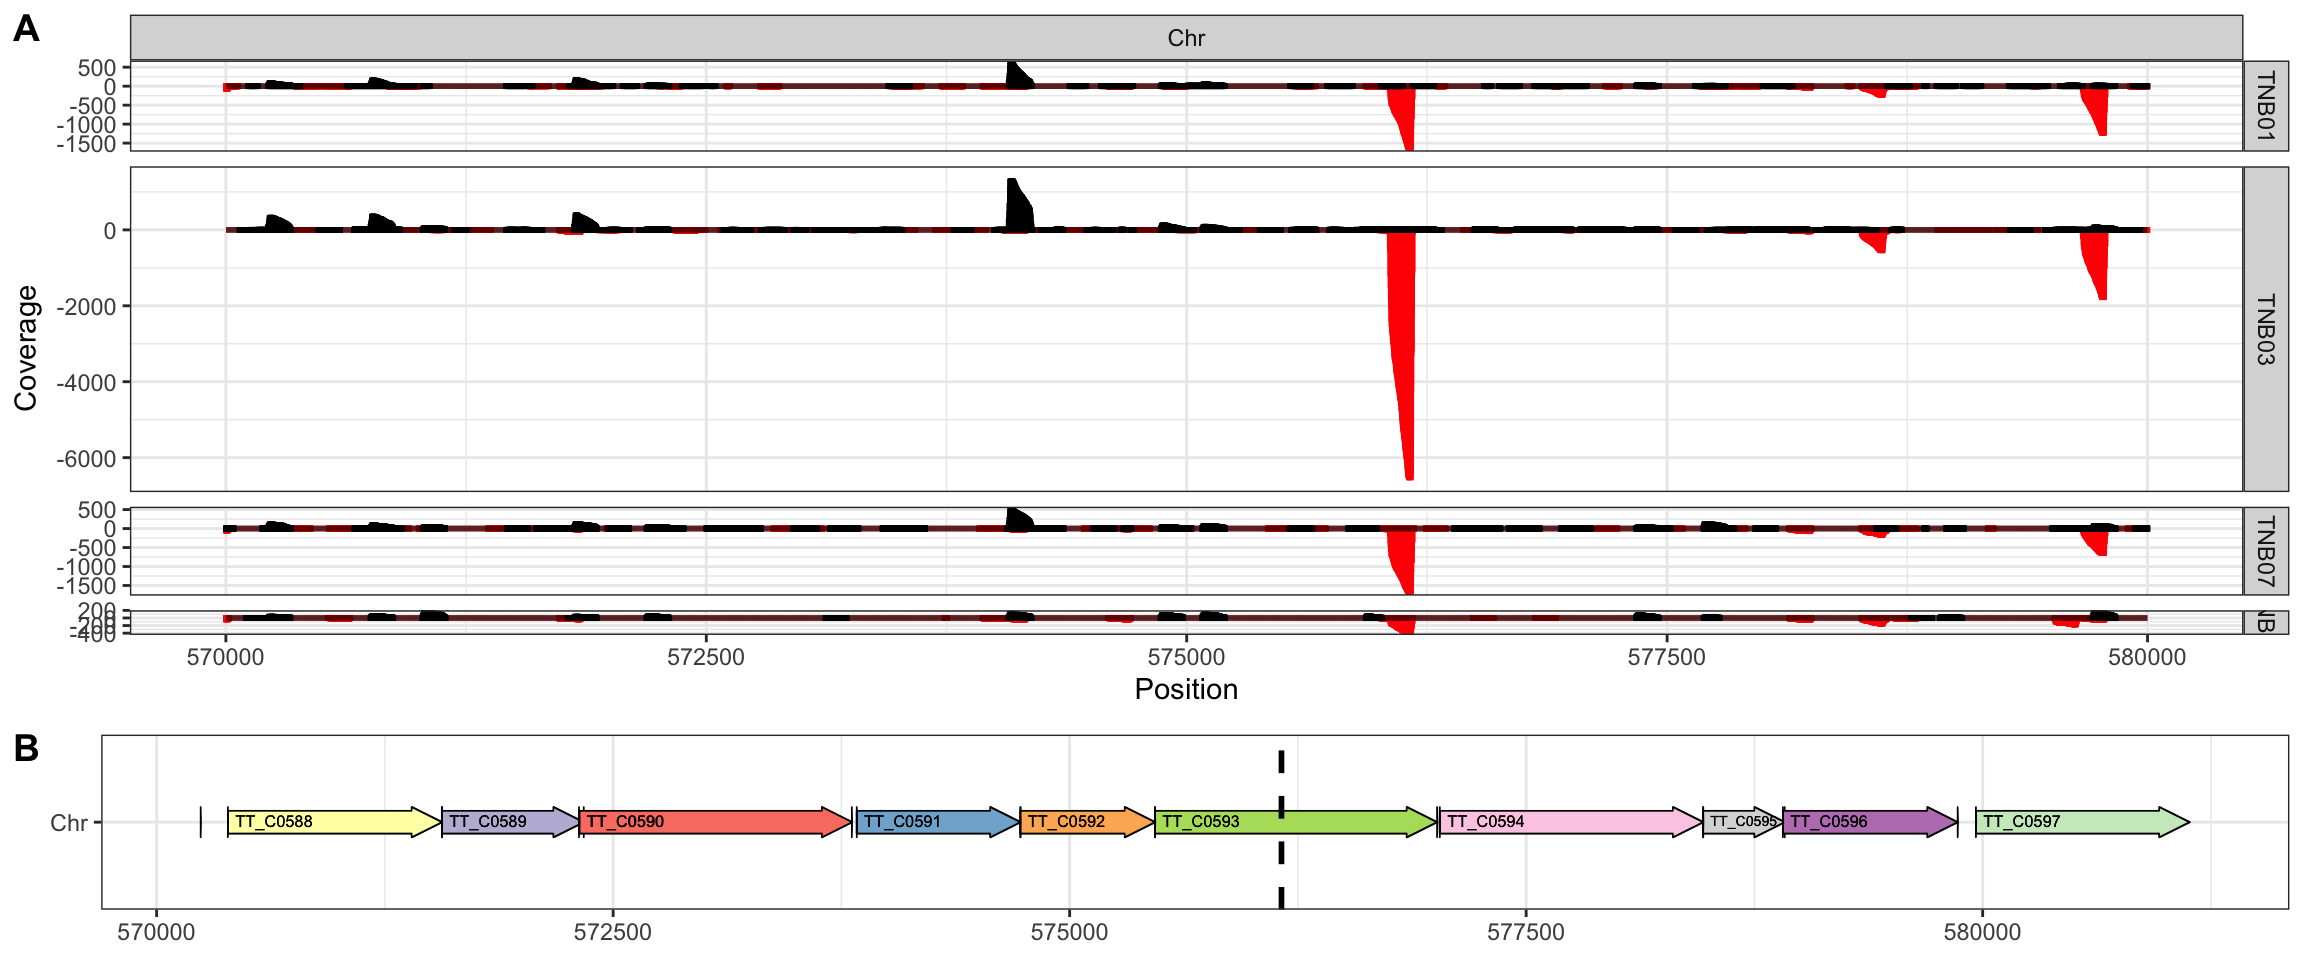 A
Chr
500
0
-500
-1000
-1500
TNB01
0
-2000
-4000
-6000
TNB03
Coverage
500
0
-500
-1000
-1500
TNB07
200
0
-200
-400
570000 572500 575000 577500 580000
Position
B
Chr
TT_C0588 TT_C0589 TT_C0590 TT_C0591 TT_C0592 TT_C0593 TT_C0594 TT_C0595 TT_C0596 TT_C0597
570000 572500 575000 577500 580000